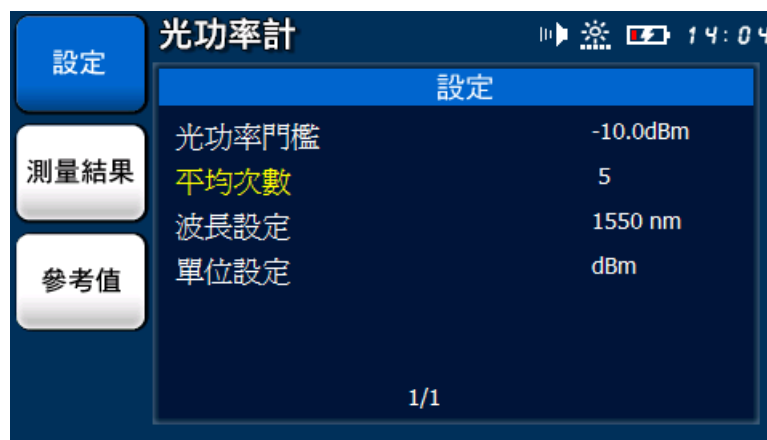 光功率計 14:04
設定
測量結果
參考值
設定
光功率門檻 -10.0dBm
平均次數 5
波長設定 1550 nm
單位設定 dBm
1/1